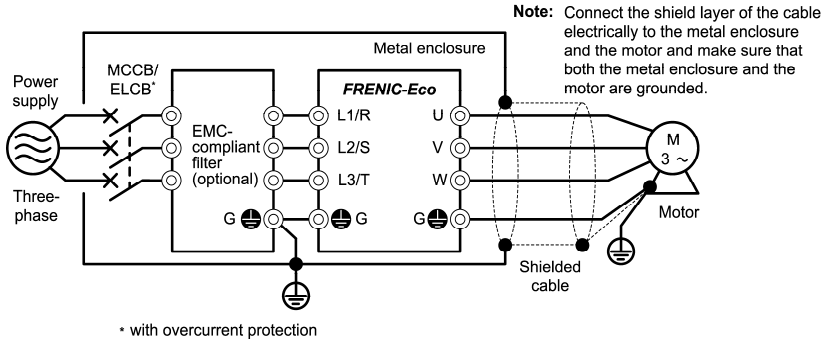 Note: Connect the shield layer of the cable
electrically to the metal enclosure
and the motor and make sure that
both the metal enclosure and the
motor are grounded.
Metal enclosure
MCCB/
ELCB*
Power
supply
Three-
phase
EMC-
compliant
filter
(optional)
G
FRENIC-Eco
L1/R
L2/S
L3/T
G
U
V
W
G
M
3 ~
Motor
Shielded
cable
* with overcurrent protection